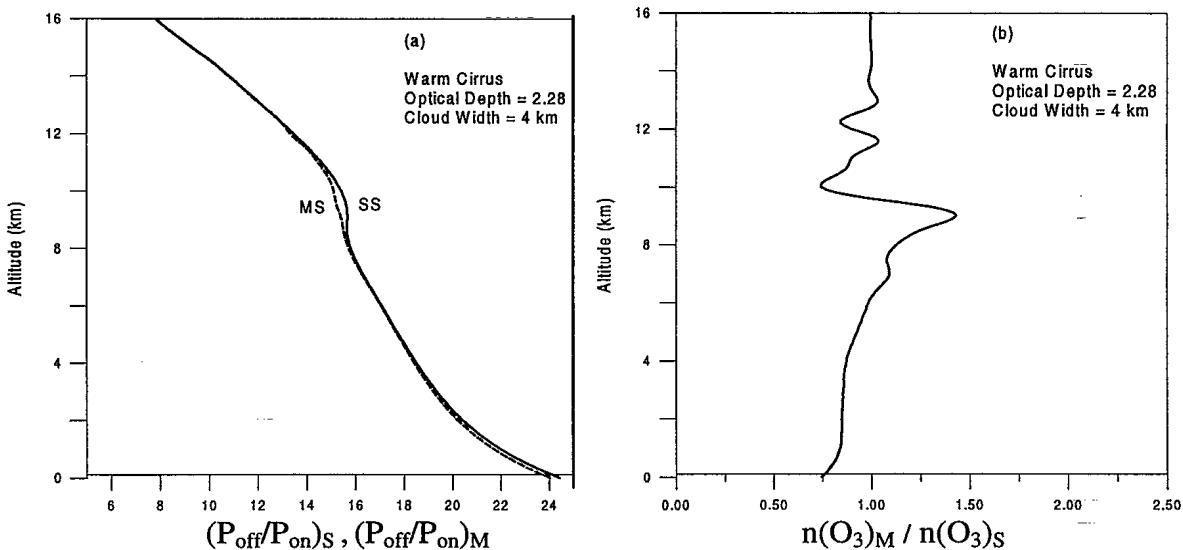 16
12
8
4
0
Altitude (km)
(a)
Warm Cirrus
Optical Depth = 2.28
Cloud Width = 4 km
MS
SS
6 8 10 12 14 16 18 20 22 24
(Poff/Pon)S , (Poff/Pon)M
16
12
8
4
0
Altitude (km)
(b)
Warm Cirrus
Optical Depth = 2.28
Cloud Width = 4 km
0.00 0.50 1.00 1.50 2.00 2.50
n(O3)M / n(O3)S